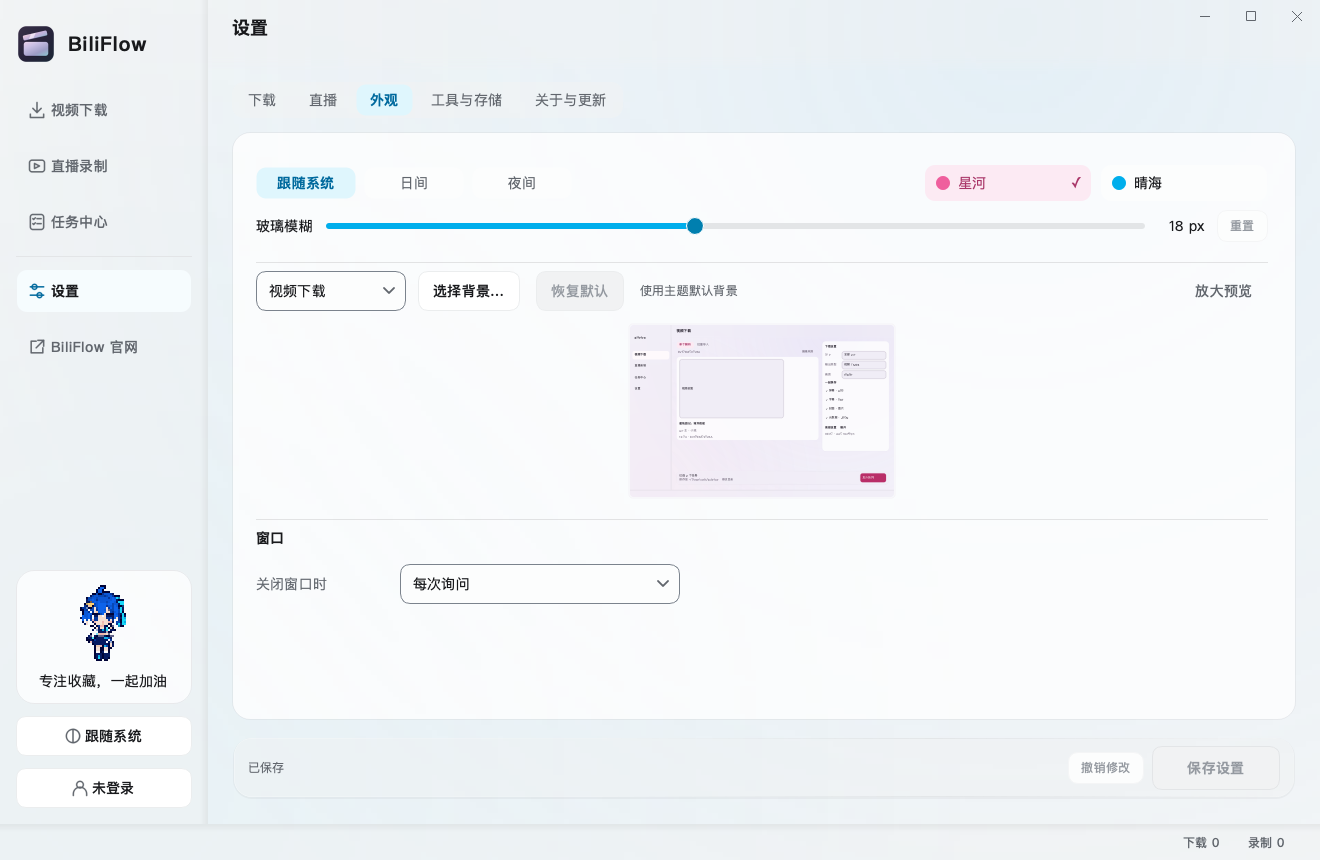 BiliFlow
视频下载
直播录制
任务中心
设置
BiliFlow 官网
专注收藏，一起加油
跟随系统
未登录
设置
下载 直播 外观 工具与存储 关于与更新
跟随系统 日间 夜间 星河 ✓ 晴海
玻璃模糊 18 px 重置
视频下载 选择背景... 恢复默认 使用主题默认背景 放大预览
视频下载
窗口
关闭窗口时 每次询问
已保存 撤销修改 保存设置
下载 0 录制 0